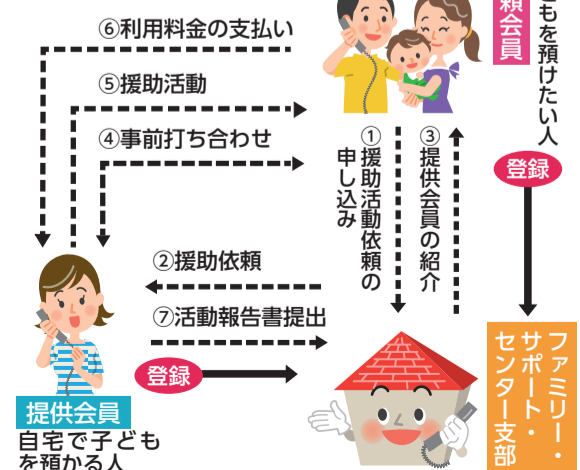 ⑥利用料金の支払い
⑤援助活動
④事前打ち合わせ
頼会員
どもを預けたい人
登録
①援助活動依頼の
申し込み
③提供会員の紹介
②援助依頼
⑦活動報告書提出
登録
提供会員
自宅で子ども
を預かる人
ファミリー・
サポート・
センター支部